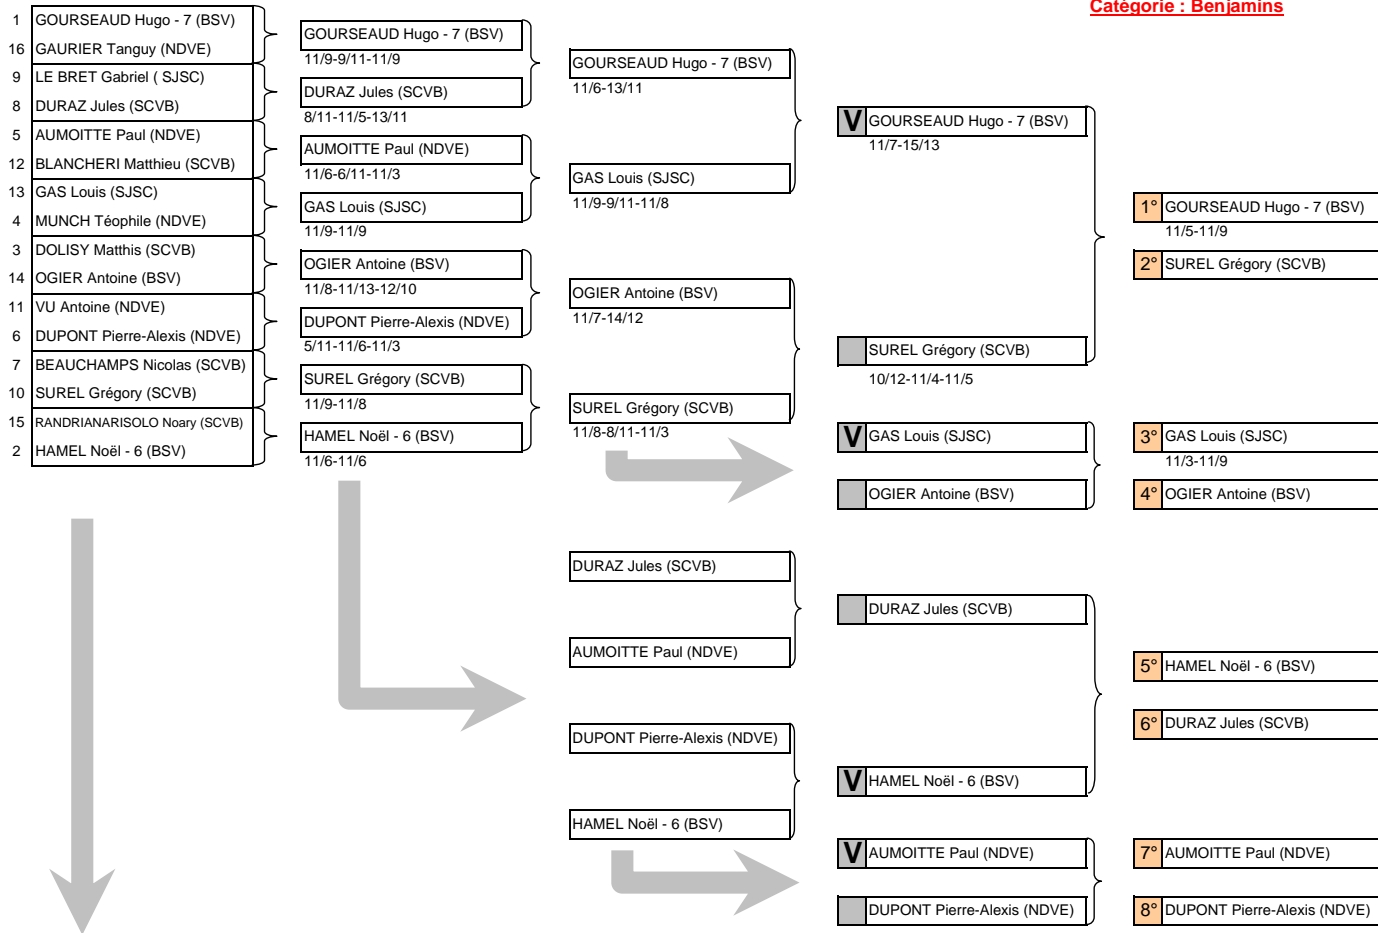 Catégorie : Benjamins
1 GOURSEAUD Hugo - 7 (BSV)
16 GAURIER Tanguy (NDVE)
9 LE BRET Gabriel ( SJSC)
8 DURAZ Jules (SCVB)
5 AUMOITTE Paul (NDVE)
12 BLANCHERI Matthieu (SCVB)
13 GAS Louis (SJSC)
4 MUNCH Téophile (NDVE)
3 DOLISY Matthis (SCVB)
14 OGIER Antoine (BSV)
11 VU Antoine (NDVE)
6 DUPONT Pierre-Alexis (NDVE)
7 BEAUCHAMPS Nicolas (SCVB)
10 SUREL Grégory (SCVB)
15 RANDRIANARISOLO Noary (SCVB)
2 HAMEL Noël - 6 (BSV)
GOURSEAUD Hugo - 7 (BSV)
11/9-9/11-11/9
DURAZ Jules (SCVB)
8/11-11/5-13/11
AUMOITTE Paul (NDVE)
11/6-6/11-11/3
GAS Louis (SJSC)
11/9-11/9
OGIER Antoine (BSV)
11/8-11/13-12/10
DUPONT Pierre-Alexis (NDVE)
5/11-11/6-11/3
SUREL Grégory (SCVB)
11/9-11/8
HAMEL Noël - 6 (BSV)
11/6-11/6
GOURSEAUD Hugo - 7 (BSV)
11/6-13/11
GAS Louis (SJSC)
11/9-9/11-11/8
OGIER Antoine (BSV)
11/7-14/12
SUREL Grégory (SCVB)
11/8-8/11-11/3
DURAZ Jules (SCVB)
AUMOITTE Paul (NDVE)
DUPONT Pierre-Alexis (NDVE)
HAMEL Noël - 6 (BSV)
V GOURSEAUD Hugo - 7 (BSV)
11/7-15/13
SUREL Grégory (SCVB)
10/12-11/4-11/5
V GAS Louis (SJSC)
OGIER Antoine (BSV)
DURAZ Jules (SCVB)
V HAMEL Noël - 6 (BSV)
V AUMOITTE Paul (NDVE)
DUPONT Pierre-Alexis (NDVE)
1° GOURSEAUD Hugo - 7 (BSV)
11/5-11/9
2° SUREL Grégory (SCVB)
3° GAS Louis (SJSC)
11/3-11/9
4° OGIER Antoine (BSV)
5° HAMEL Noël - 6 (BSV)
6° DURAZ Jules (SCVB)
7° AUMOITTE Paul (NDVE)
8° DUPONT Pierre-Alexis (NDVE)